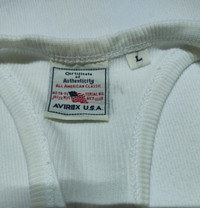 Certificate
of
Authenticity
ALL AMERICAN CLASSIC
AVIREX U.S.A.
L